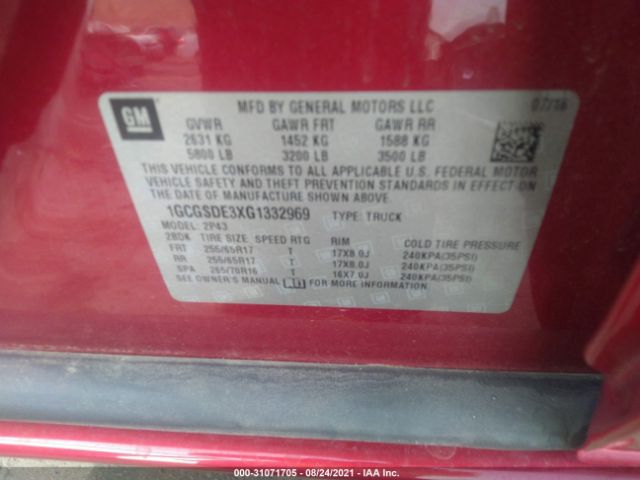 GM
MFD BY GENERAL MOTORS LLC 07/16
GVWR GAWR FRT GAWR RR
2631 KG 1452 KG 1588 KG
5800 LB 3200 LB 3500 LB
THIS VEHICLE CONFORMS TO ALL APPLICABLE U.S. FEDERAL MOTOR
VEHICLE SAFETY AND THEFT PREVENTION STANDARDS IN EFFECT ON
THE DATE OF MANUFACTURE SHOWN ABOVE.
1GCGSDE3XG1332969 TYPE: TRUCK
MODEL: 2P43
TIRE SIZE SPEED RTG RIM COLD TIRE PRESSURE
FRT 255/65R17 T 17X8.0J 240KPA(35PSI)
RR 255/65R17 T 17X8.0J 240KPA(35PSI)
SPA 265/70R16 T 16X7.0J 240KPA(35PSI)
SEE OWNER'S MANUAL FOR MORE INFORMATION.
000-31071705 - 08/24/2021 - IAA Inc.